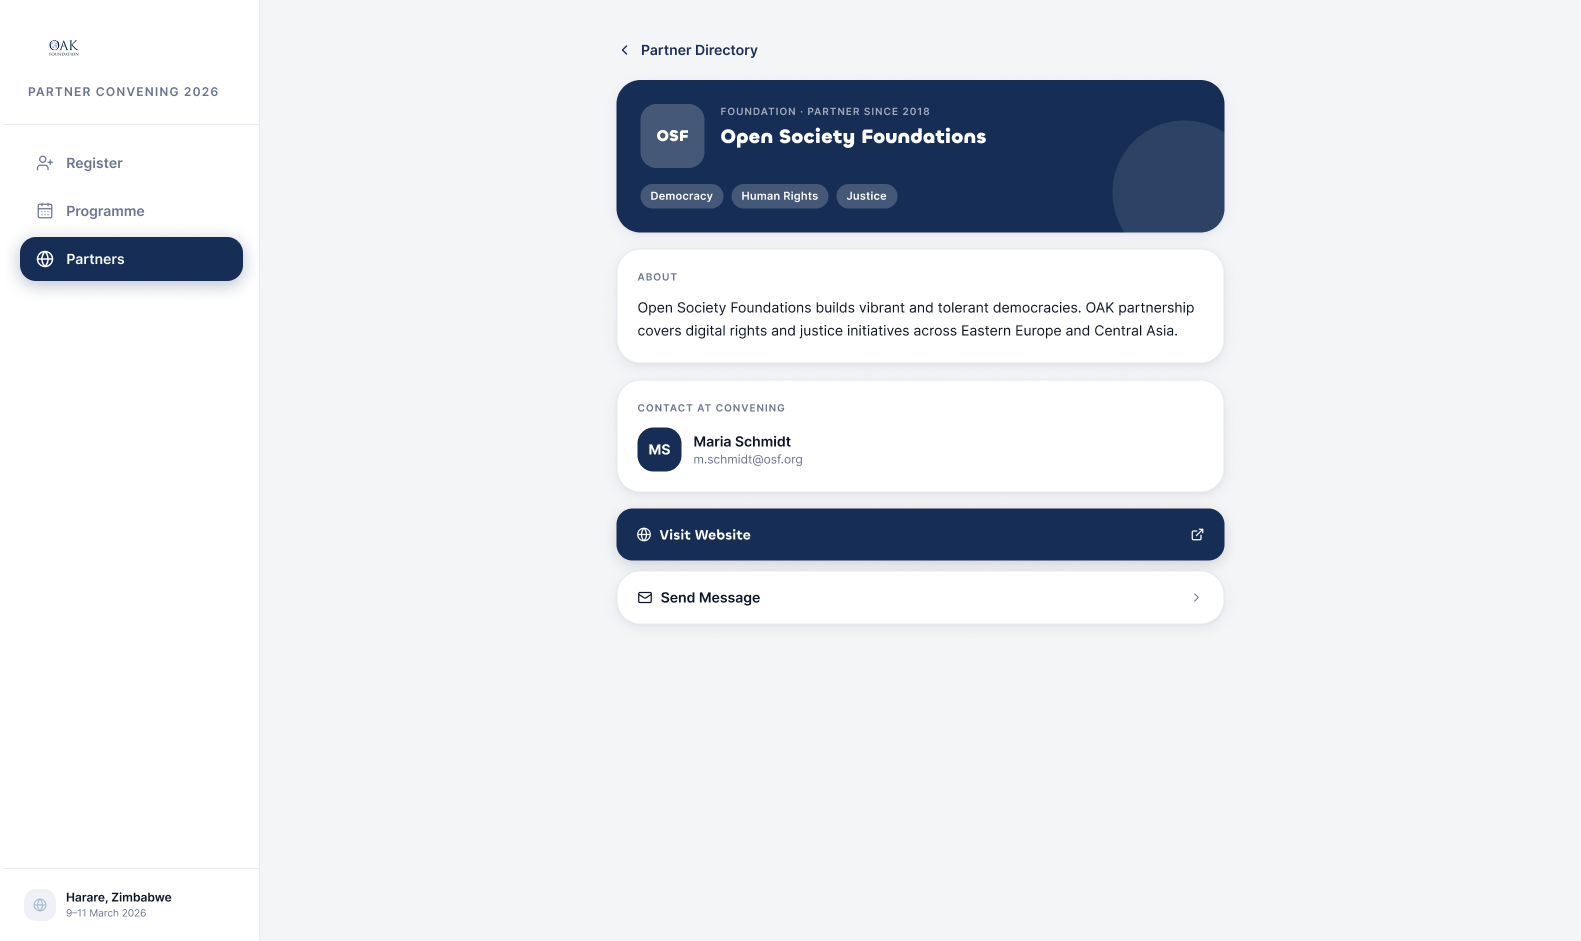 OAK
FOUNDATION
PARTNER CONVENING 2026
Register
Programme
Partners
Harare, Zimbabwe
9–11 March 2026
Partner Directory
OSF
FOUNDATION · PARTNER SINCE 2018
Open Society Foundations
Democracy
Human Rights
Justice
ABOUT
Open Society Foundations builds vibrant and tolerant democracies. OAK partnership
covers digital rights and justice initiatives across Eastern Europe and Central Asia.
CONTACT AT CONVENING
MS
Maria Schmidt
m.schmidt@osf.org
Visit Website
Send Message